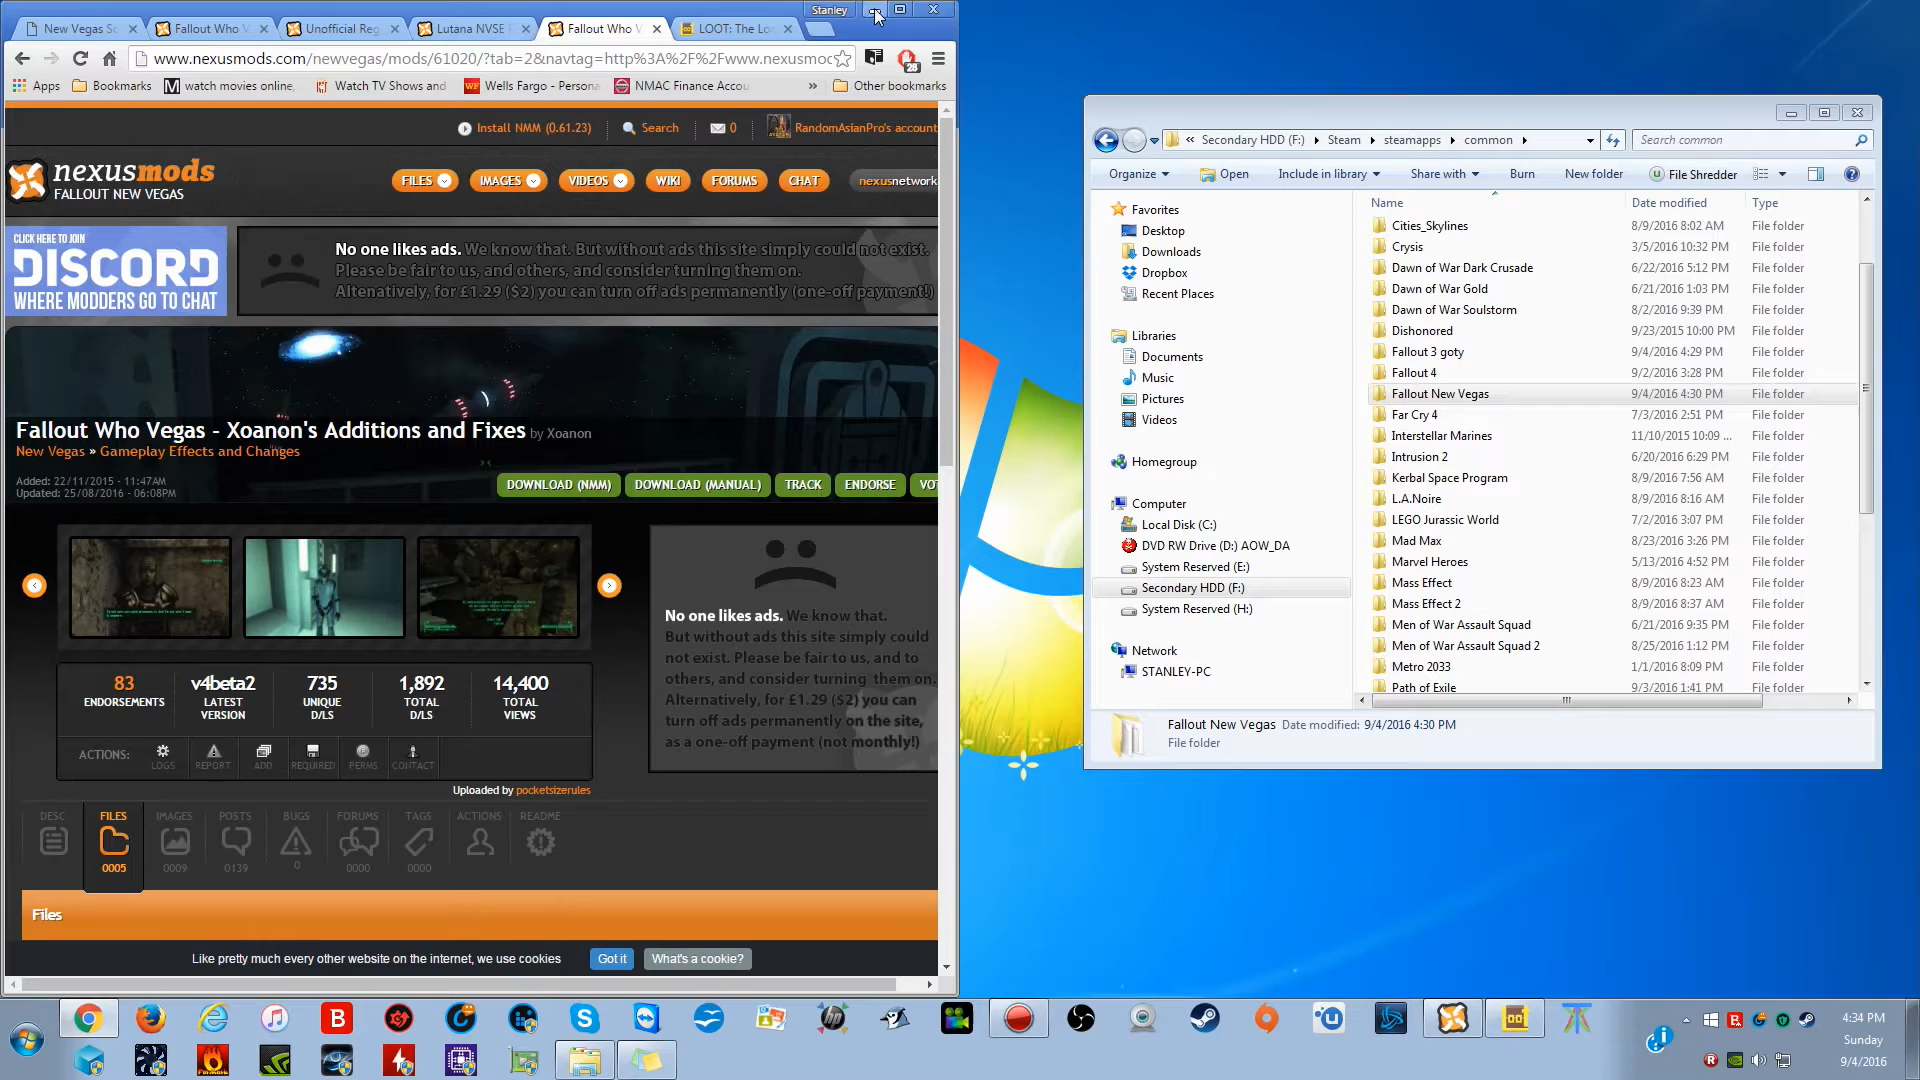 Stanley
New Vegas Sc
Fallout Who V
Unofficial Reg
Lutana NVSE F
Fallout Who V
LOOT: The Lo
www.nexusmods.com/newvegas/mods/61020/?tab=2&navtag=http%3A%2F%2Fwww.nexusmoc
28
Apps
Bookmarks
watch movies online,
Watch TV Shows and
Wells Fargo - Persona
NMAC Finance Accou
»
Other bookmarks
Install NMM (0.61.23)
Search
0
RandomAsianPro's account
nexusmods
FALLOUT NEW VEGAS
FILES
IMAGES
VIDEOS
WIKI
FORUMS
CHAT
nexusnetwork
CLICK HERE TO JOIN
DISCORD
WHERE MODDERS GO TO CHAT
No one likes ads. We know that. But without ads this site simply could not exist.
Please be fair to us, and others, and consider turning them on.
Altenatively, for £1.29 ($2) you can turn off ads permanently (one-off payment!)
Fallout Who Vegas - Xoanon's Additions and Fixes by Xoanon
New Vegas » Gameplay Effects and Changes
Added: 22/11/2015 - 11:47AM
Updated: 25/08/2016 - 06:08PM
DOWNLOAD (NMM)
DOWNLOAD (MANUAL)
TRACK
ENDORSE
VO
83
ENDORSEMENTS
v4beta2
LATEST
VERSION
735
UNIQUE
D/LS
1,892
TOTAL
D/LS
14,400
TOTAL
VIEWS
ACTIONS:
LOGS
REPORT
ADD
REQUIRED
PERMS
CONTACT
No one likes ads. We know that.
But without ads this site simply could
not exist. Please be fair to us, and to
others, and consider turning them on.
Alternatively, for £1.29 ($2) you can
turn off ads permanently on the site,
as a one-off payment (not monthly!)
Uploaded by pocketsizerules
DESC
FILES
0005
IMAGES
0009
POSTS
0139
BUGS
0
FORUMS
0000
TAGS
0000
ACTIONS
README
Files
Like pretty much every other website on the internet, we use cookies
Got it
What's a cookie?
« Secondary HDD (F:)
Steam
steamapps
common
Search common
Organize
Open
Include in library
Share with
Burn
New folder
File Shredder
Favorites
Desktop
Downloads
Dropbox
Recent Places
Libraries
Documents
Music
Pictures
Videos
Homegroup
Computer
Local Disk (C:)
DVD RW Drive (D:) AOW_DA
System Reserved (E:)
Secondary HDD (F:)
System Reserved (H:)
Network
STANLEY-PC
Name
Date modified
Type
Cities_Skylines 8/9/2016 8:02 AM File folder
Crysis 3/5/2016 10:32 PM File folder
Dawn of War Dark Crusade 6/22/2016 5:12 PM File folder
Dawn of War Gold 6/21/2016 1:03 PM File folder
Dawn of War Soulstorm 8/2/2016 9:39 PM File folder
Dishonored 9/23/2015 10:00 PM File folder
Fallout 3 goty 9/4/2016 4:29 PM File folder
Fallout 4 9/2/2016 3:28 PM File folder
Fallout New Vegas 9/4/2016 4:30 PM File folder
Far Cry 4 7/3/2016 2:51 PM File folder
Interstellar Marines 11/10/2015 10:09 ... File folder
Intrusion 2 6/20/2016 6:29 PM File folder
Kerbal Space Program 8/9/2016 7:56 AM File folder
L.A.Noire 8/9/2016 8:16 AM File folder
LEGO Jurassic World 7/2/2016 3:07 PM File folder
Mad Max 8/23/2016 3:26 PM File folder
Marvel Heroes 5/13/2016 4:52 PM File folder
Mass Effect 8/9/2016 8:23 AM File folder
Mass Effect 2 8/9/2016 8:37 AM File folder
Men of War Assault Squad 6/21/2016 9:35 PM File folder
Men of War Assault Squad 2 8/25/2016 1:12 PM File folder
Metro 2033 1/1/2016 8:09 PM File folder
Path of Exile 9/3/2016 1:41 PM File folder
Fallout New Vegas Date modified: 9/4/2016 4:30 PM
File folder
4:34 PM
Sunday
9/4/2016